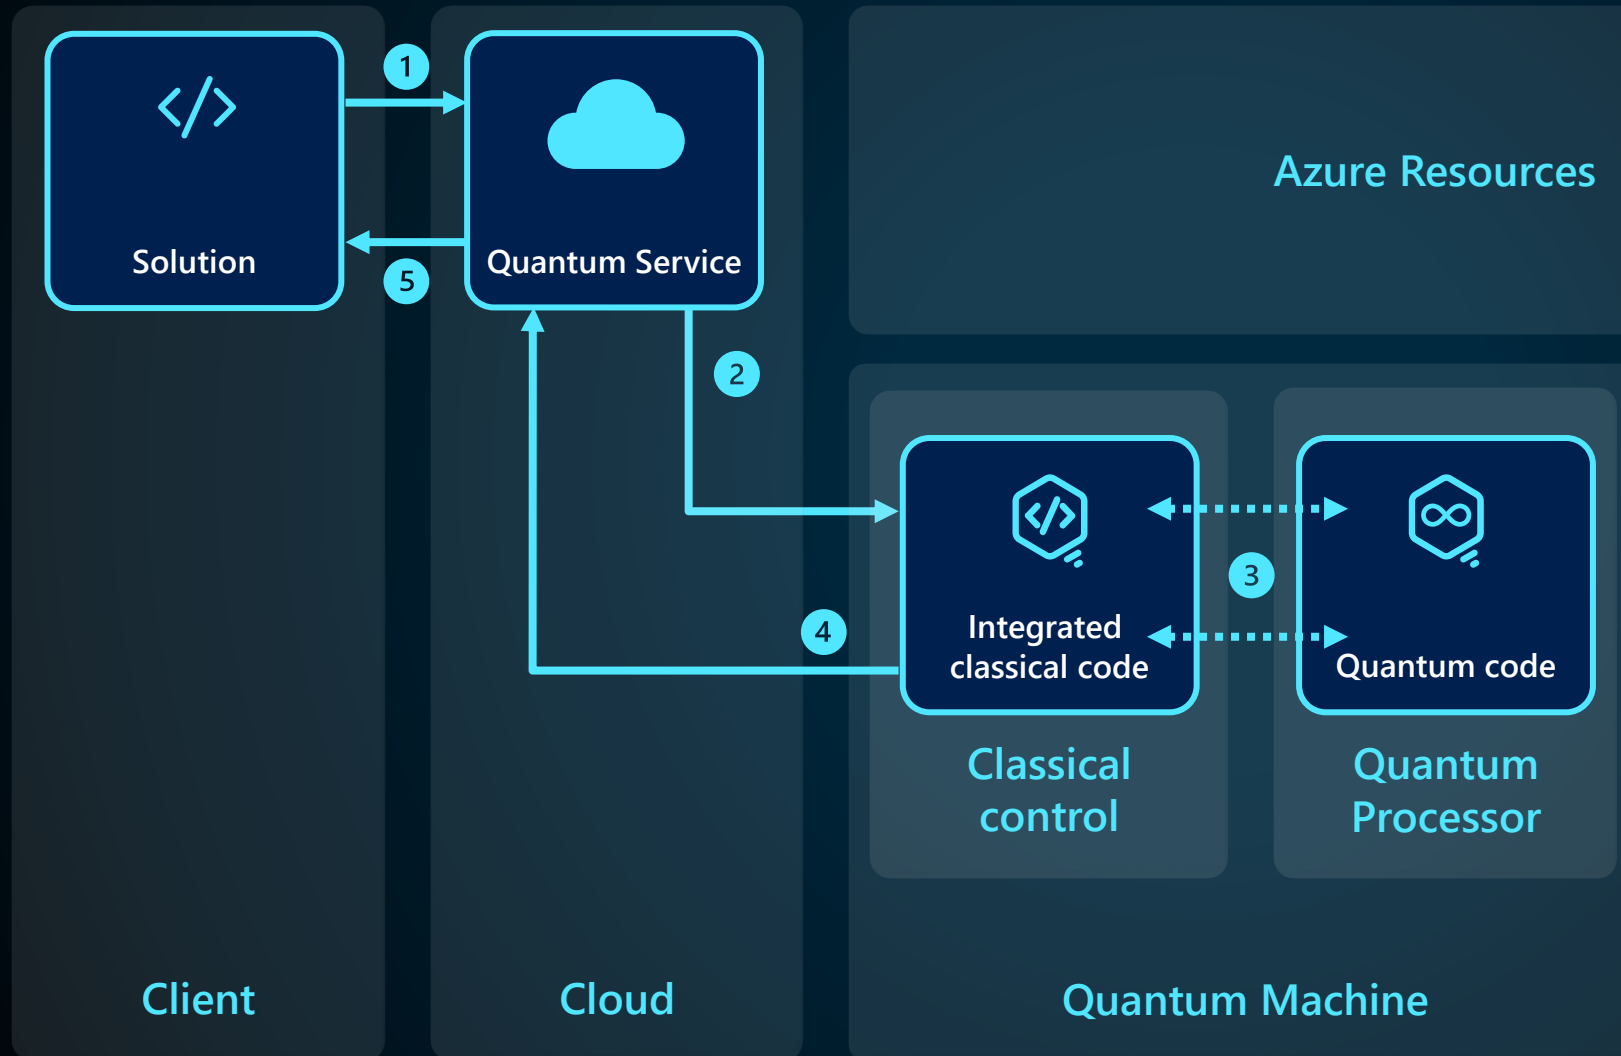 1
Solution
5
Quantum Service
Azure Resources
2
3
4
Integrated
classical code
Quantum code
Classical
control
Quantum
Processor
Client
Cloud
Quantum Machine